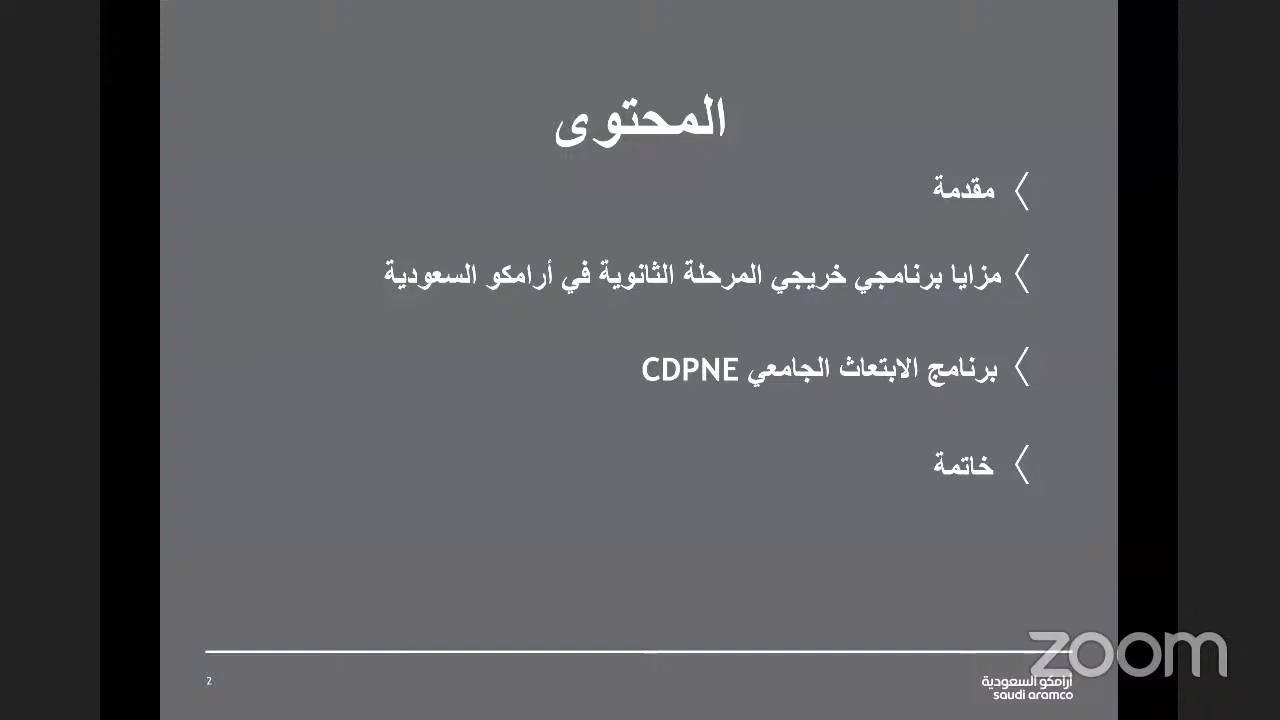 المحتوى
مقدمة
مزايا برنامجي خريجي المرحلة الثانوية في أرامكو السعودية
برنامج الابتعاث الجامعي CDPNE
خاتمة
2
أرامكو السعودية
saudi aramco
zoom